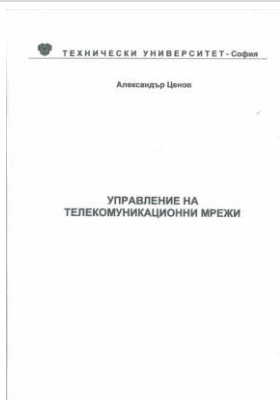 ТЕХНИЧЕСКИ УНИВЕРСИТЕТ - София
Александър Ценов
УПРАВЛЕНИЕ НА
ТЕЛЕКОМУНИКАЦИОННИ МРЕЖИ